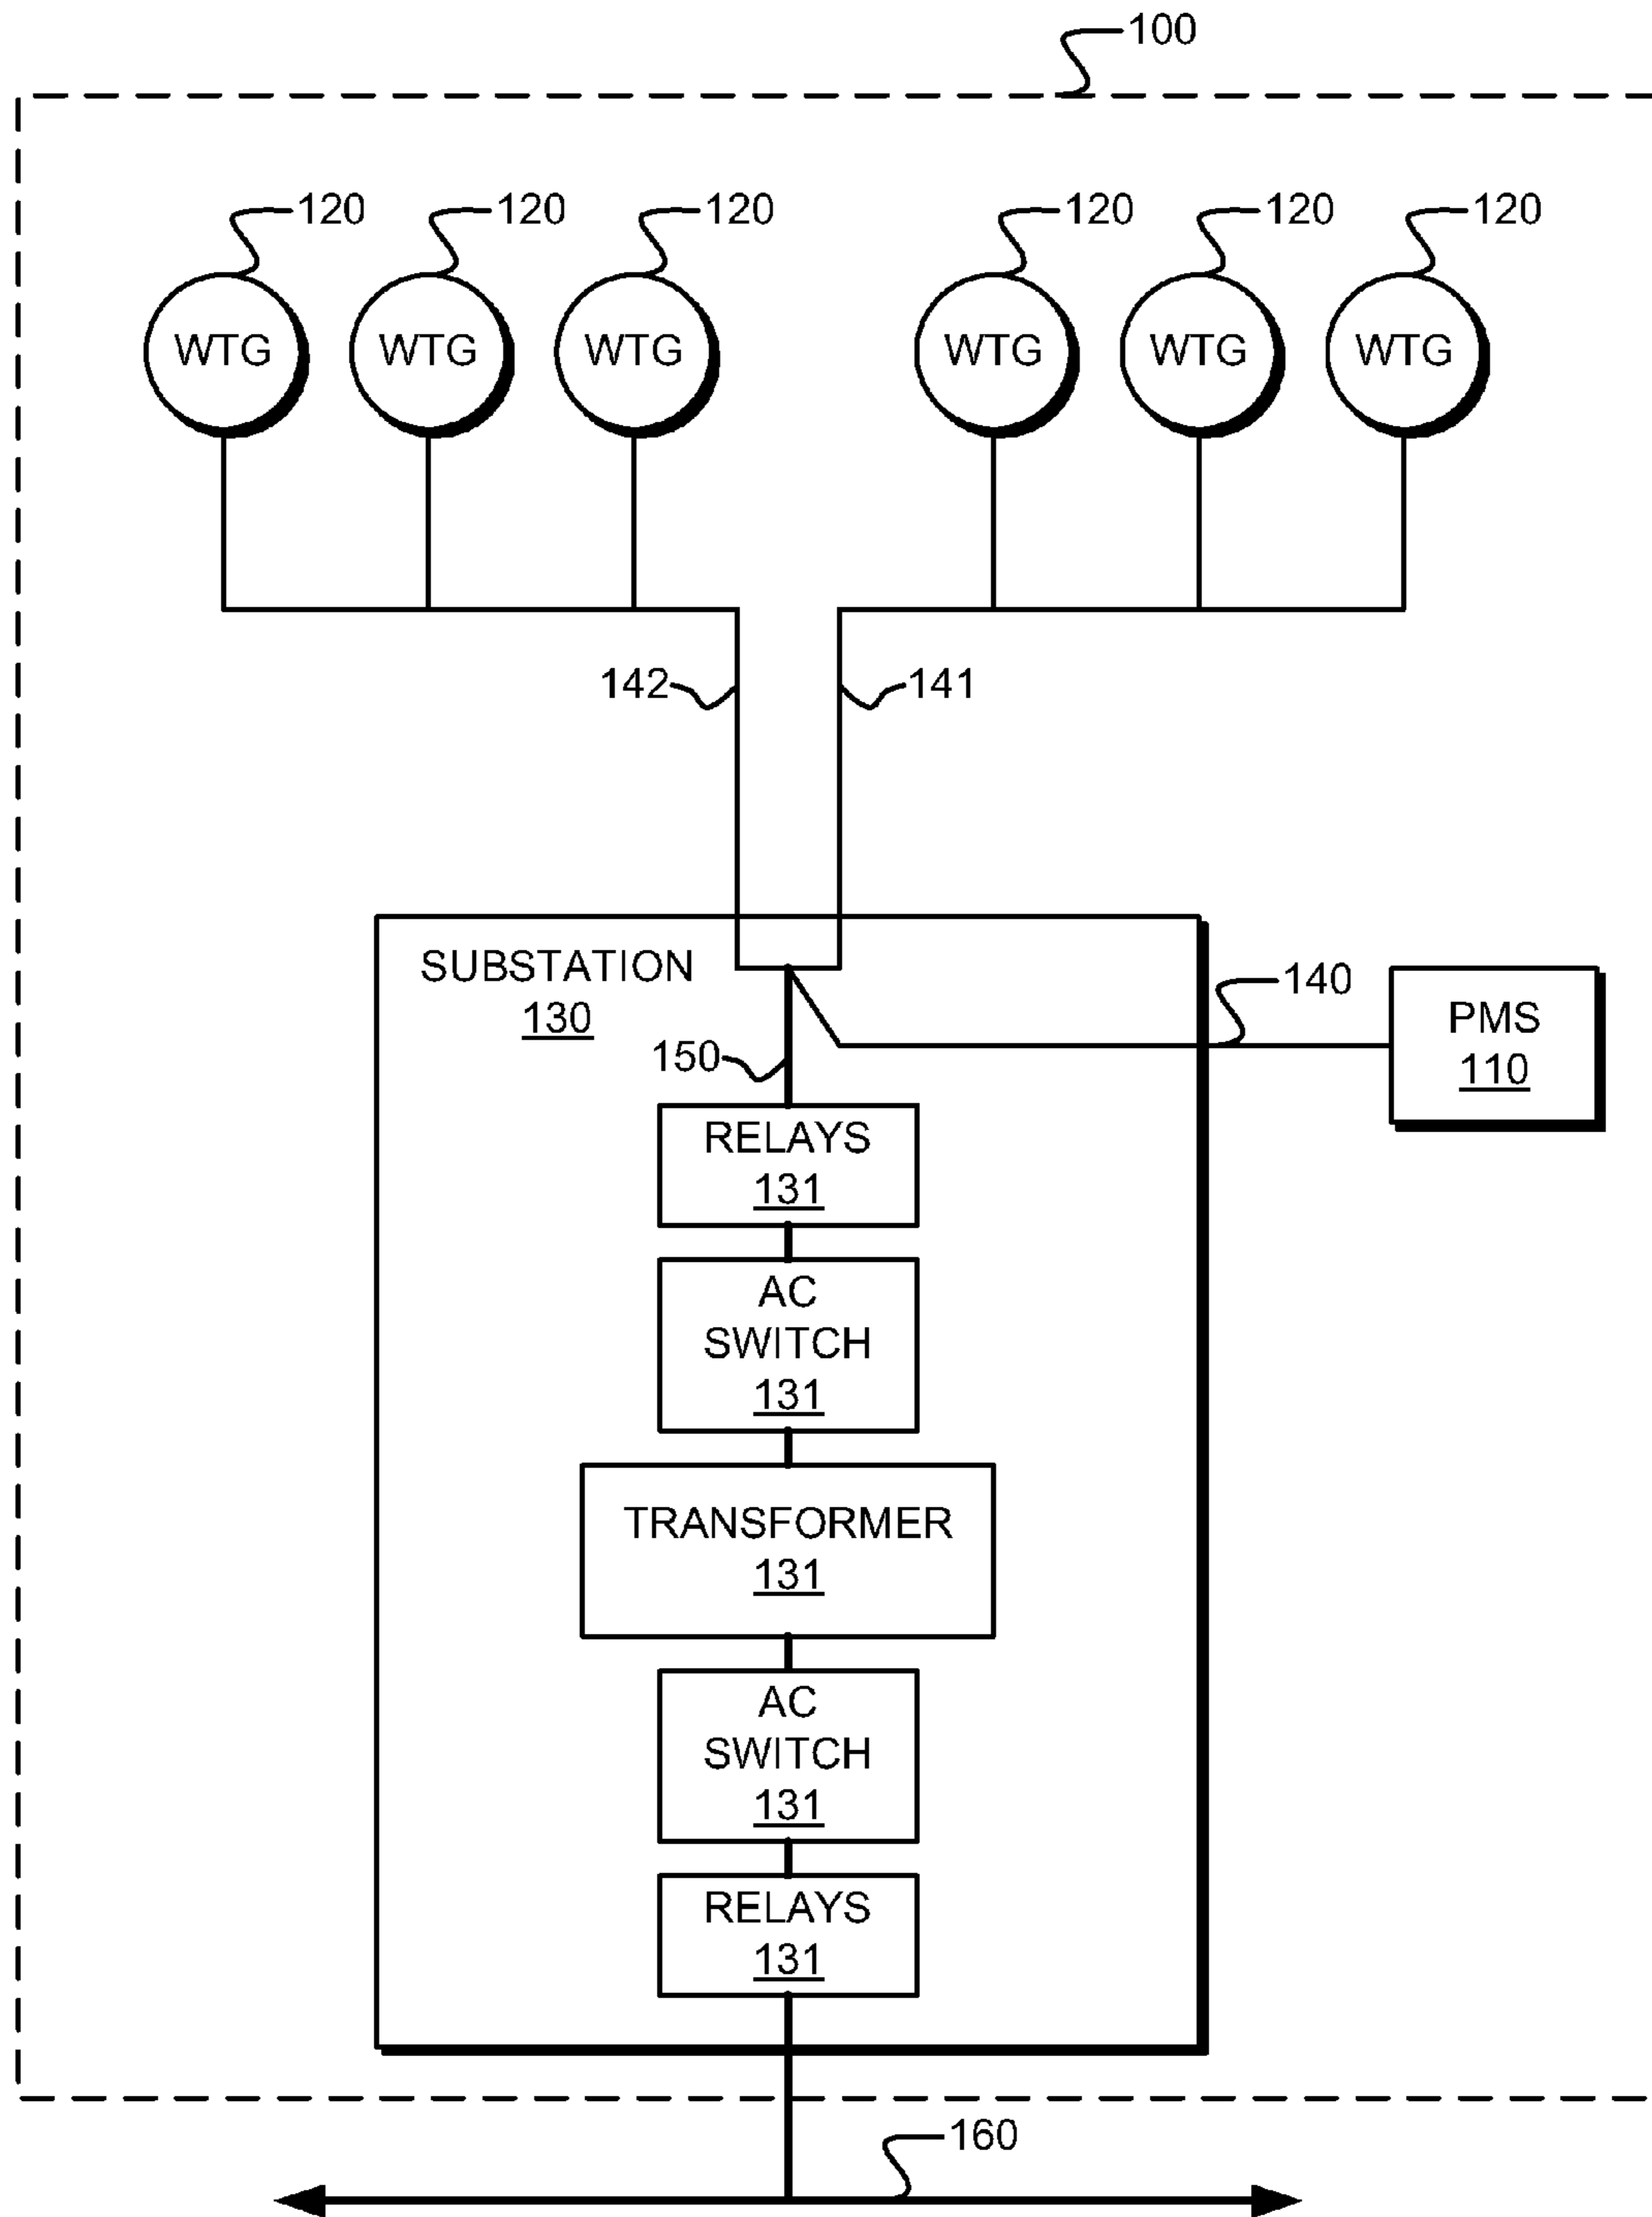 100
120
120
120
120
120
120
WTG
WTG
WTG
WTG
WTG
WTG
142
141
SUBSTATION
130
140
PMS
110
150
RELAYS
131
AC
SWITCH
131
TRANSFORMER
131
AC
SWITCH
131
RELAYS
131
160